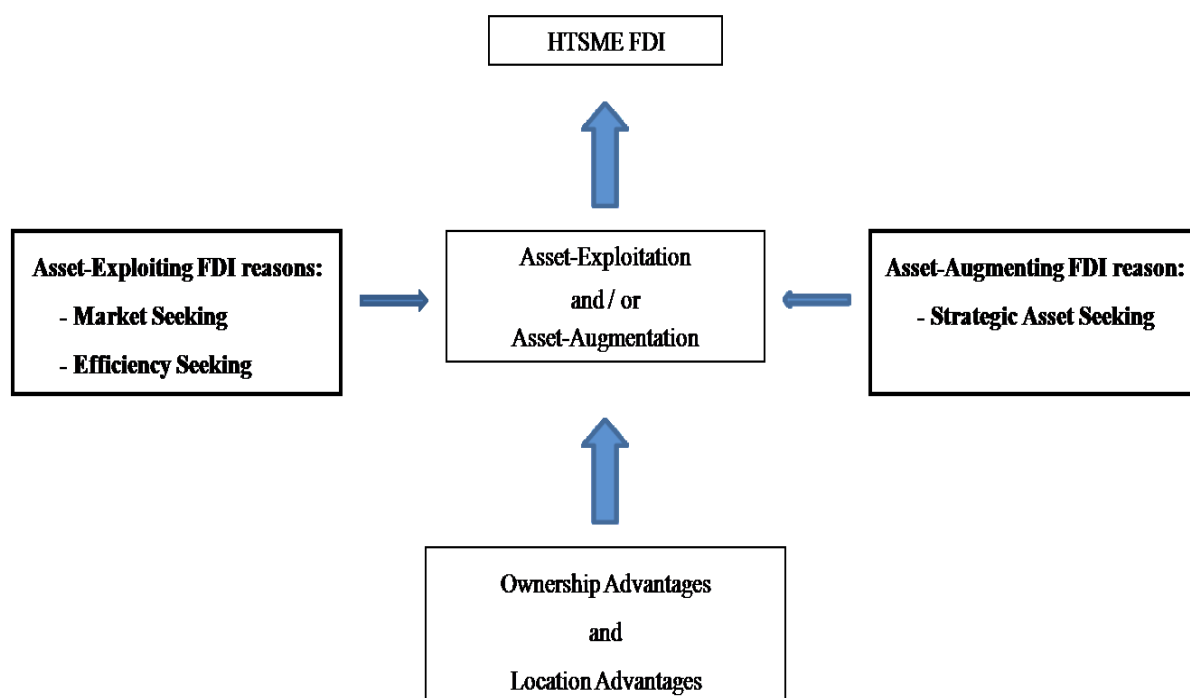 HTSME FDI
Asset-Exploiting FDI reasons:
- Market Seeking
- Efficiency Seeking
Asset-Exploitation
and / or
Asset-Augmentation
Asset-Augmenting FDI reason:
- Strategic Asset Seeking
Ownership Advantages
and
Location Advantages